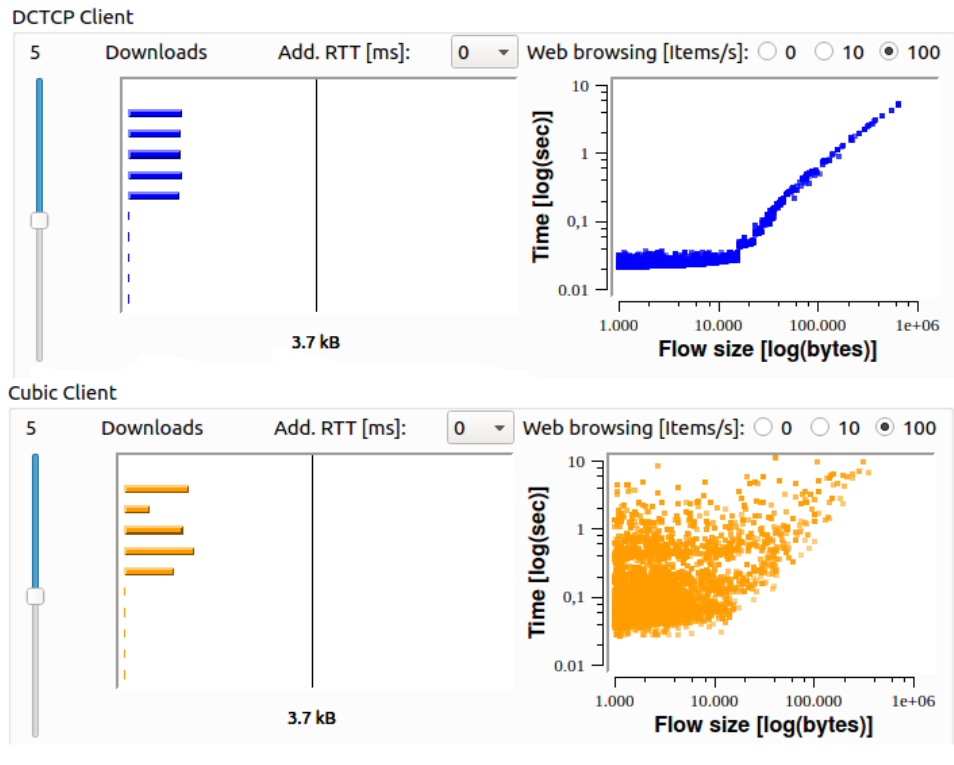 DCTCP Client
5 Downloads Add. RTT [ms]: 0 Web browsing [Items/s]: 0 10 100
10
1
0,1
0.01
Time [log(sec)]
1.000 10.000 100.000 1e+06
3.7 kB
Flow size [log(bytes)]
Cubic Client
5 Downloads Add. RTT [ms]: 0 Web browsing [Items/s]: 0 10 100
10
1
0,1
0.01
Time [log(sec)]
1.000 10.000 100.000 1e+06
3.7 kB
Flow size [log(bytes)]